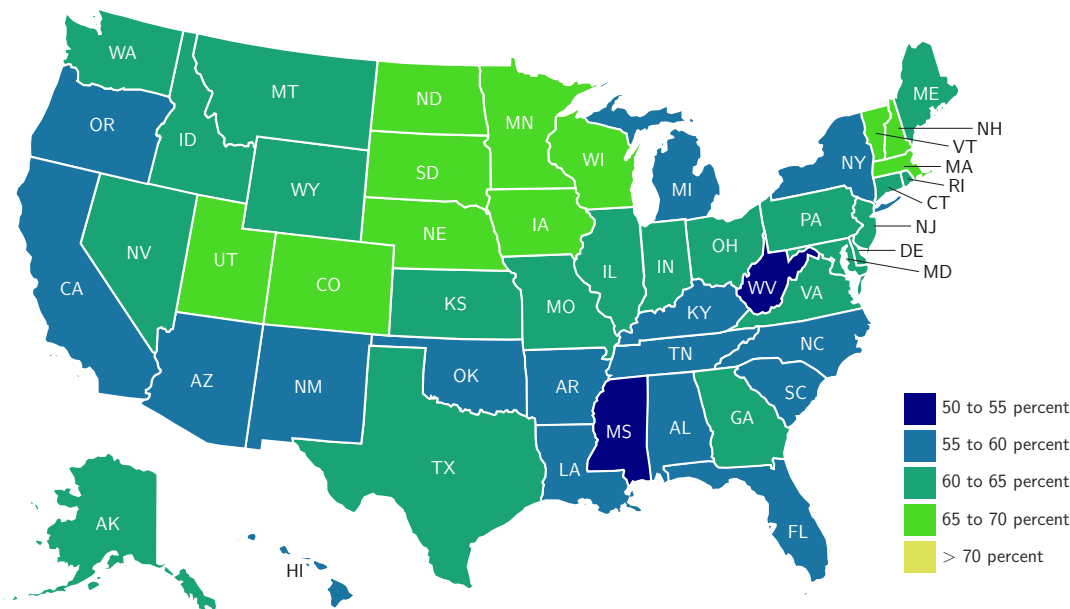 WA
ME
MT
ND
OR
MN
NH
ID
VT
NY
WI
MA
SD
RI
WY
MI
CT
PA
IA
NJ
NE
OH
NV
DE
UT
IN
IL
MD
CO
WV
CA
VA
KS
MO
KY
NC
TN
AZ
OK
NM
AR
SC
50 to 55 percent
GA
AL
MS
55 to 60 percent
TX
LA
60 to 65 percent
65 to 70 percent
AK
FL
> 70 percent
HI